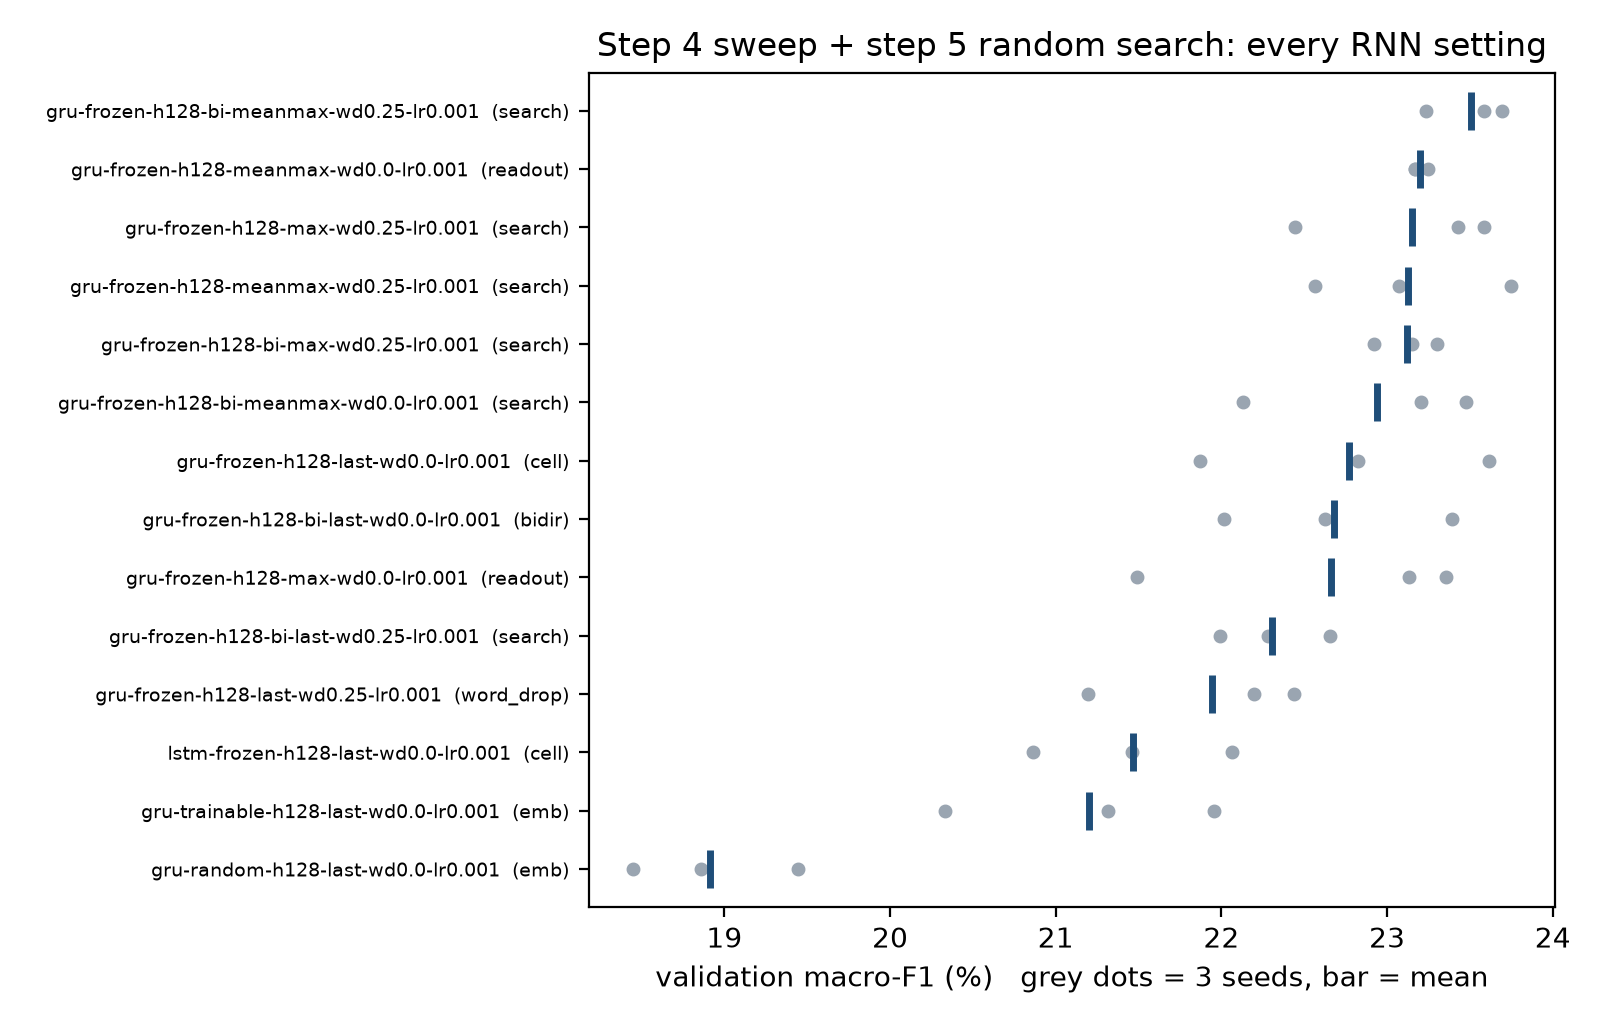 Step 4 sweep + step 5 random search: every RNN setting
gru-frozen-h128-bi-meanmax-wd0.25-lr0.001 (search)
gru-frozen-h128-meanmax-wd0.0-lr0.001 (readout)
gru-frozen-h128-max-wd0.25-lr0.001 (search)
gru-frozen-h128-meanmax-wd0.25-lr0.001 (search)
gru-frozen-h128-bi-max-wd0.25-lr0.001 (search)
gru-frozen-h128-bi-meanmax-wd0.0-lr0.001 (search)
gru-frozen-h128-last-wd0.0-lr0.001 (cell)
gru-frozen-h128-bi-last-wd0.0-lr0.001 (bidir)
gru-frozen-h128-max-wd0.0-lr0.001 (readout)
gru-frozen-h128-bi-last-wd0.25-lr0.001 (search)
gru-frozen-h128-last-wd0.25-lr0.001 (word_drop)
lstm-frozen-h128-last-wd0.0-lr0.001 (cell)
gru-trainable-h128-last-wd0.0-lr0.001 (emb)
gru-random-h128-last-wd0.0-lr0.001 (emb)
19 20 21 22 23 24
validation macro-F1 (%) grey dots = 3 seeds, bar = mean